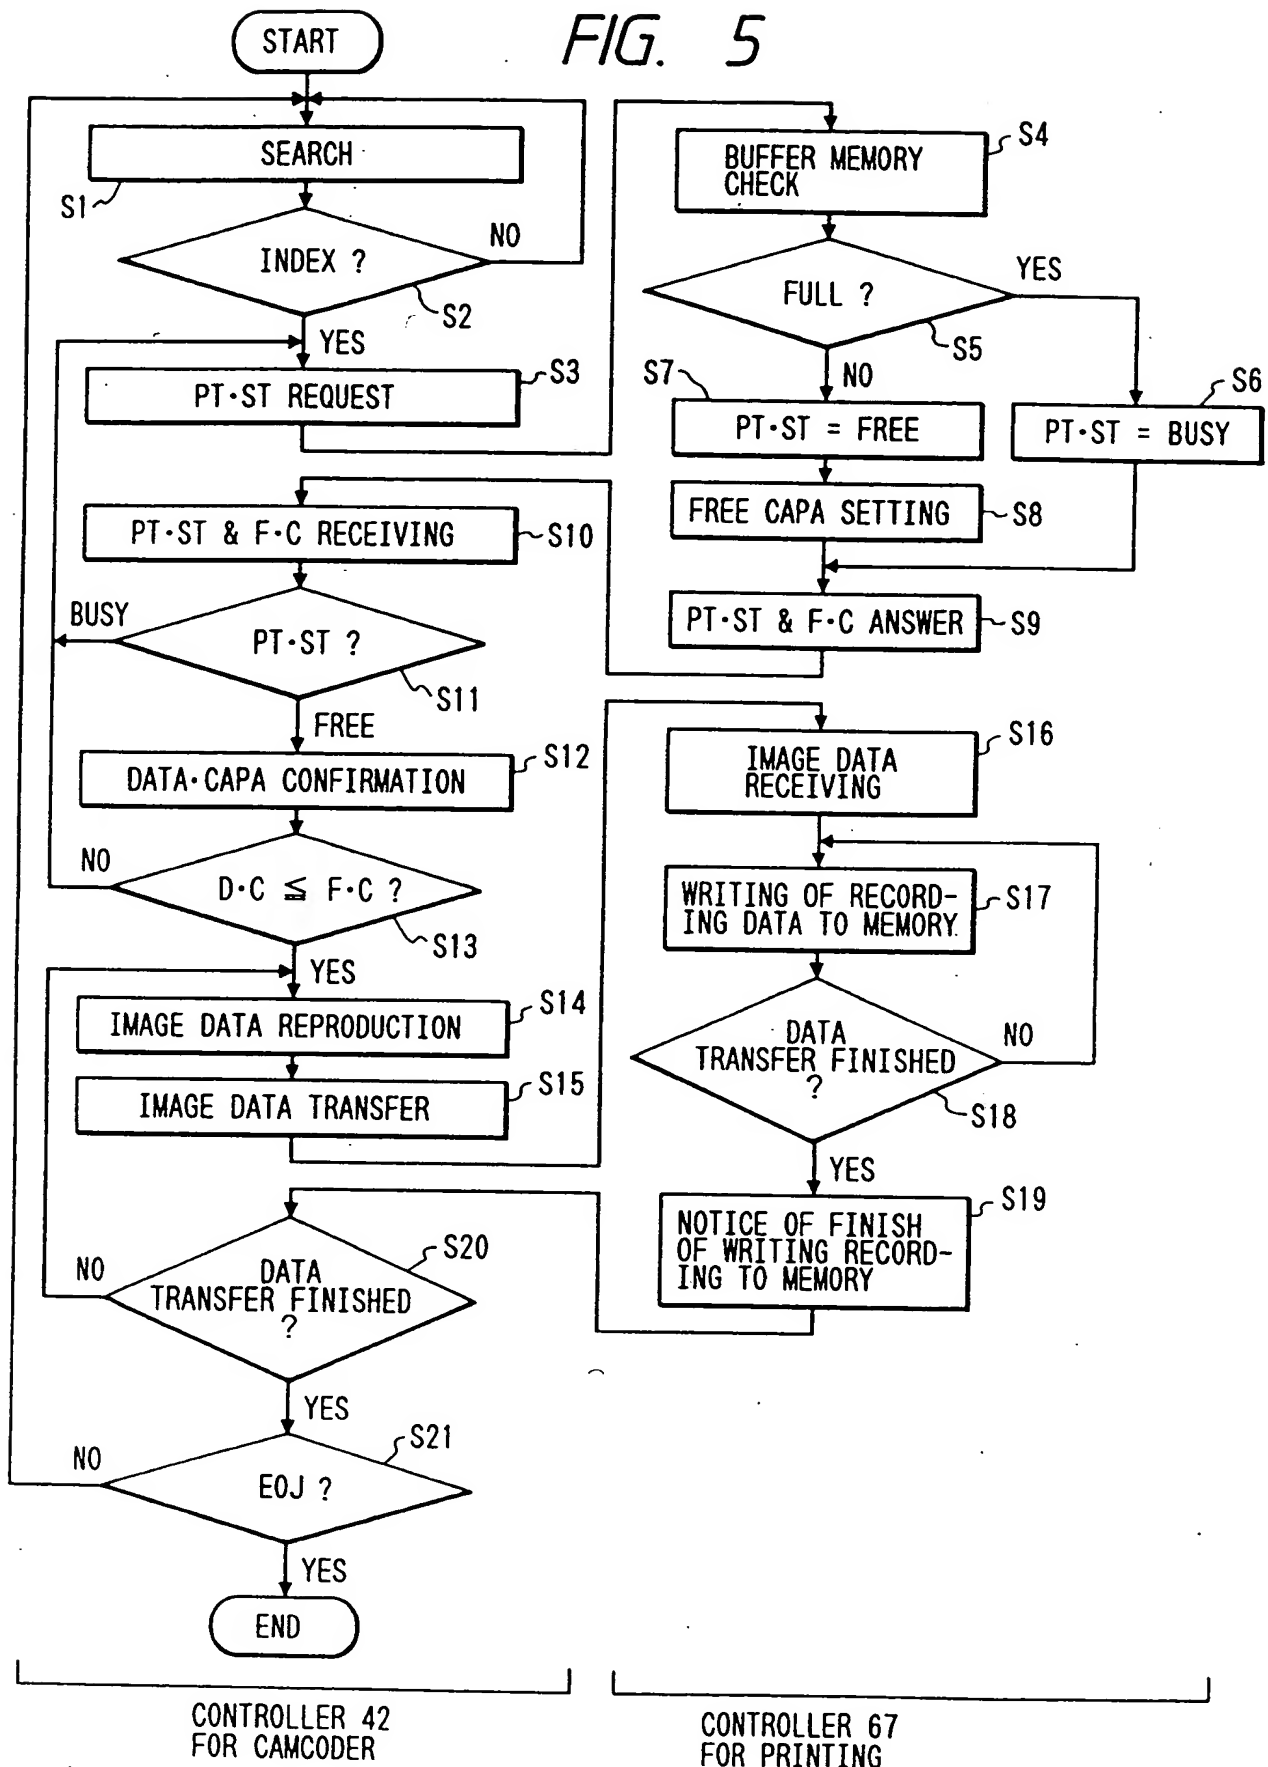 FIG. 5
START
SEARCH
S1
INDEX ?
NO
S2
YES
PT·ST REQUEST
S3
BUFFER MEMORY
CHECK
S4
FULL ?
YES
S5
NO
S7
PT·ST = FREE
S6
PT·ST = BUSY
FREE CAPA SETTING
S8
PT·ST & F·C ANSWER
S9
PT·ST & F·C RECEIVING
S10
BUSY
PT·ST ?
S11
FREE
DATA·CAPA CONFIRMATION
S12
NO
D·C ≦ F·C ?
S13
YES
IMAGE DATA REPRODUCTION
S14
IMAGE DATA TRANSFER
S15
IMAGE DATA
RECEIVING
S16
WRITING OF RECORD-
ING DATA TO MEMORY
S17
DATA
TRANSFER FINISHED
?
NO
S18
YES
NOTICE OF FINISH
OF WRITING RECORD-
ING TO MEMORY
S19
NO
DATA
TRANSFER FINISHED
?
S20
YES
NO
EOJ ?
S21
YES
END
CONTROLLER 42
FOR CAMCODER
CONTROLLER 67
FOR PRINTING